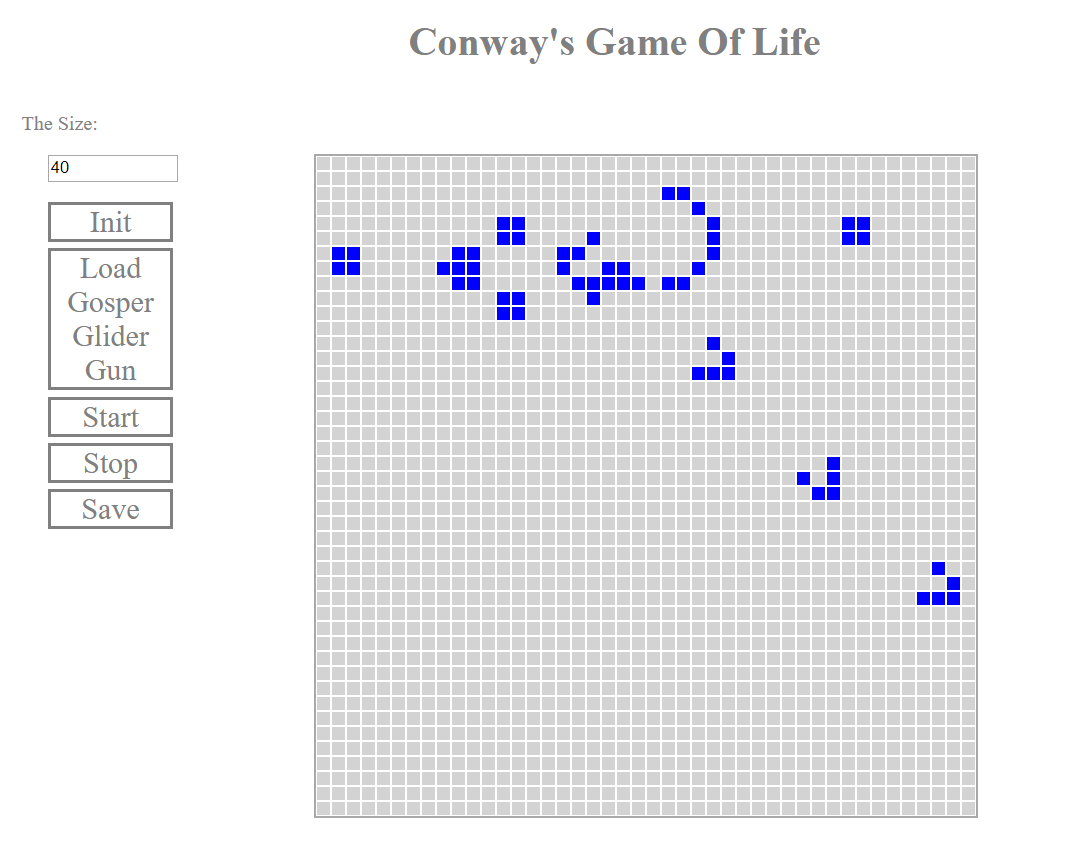 Conway's Game Of Life
The Size:
40
Init
Load
Gosper
Glider
Gun
Start
Stop
Save